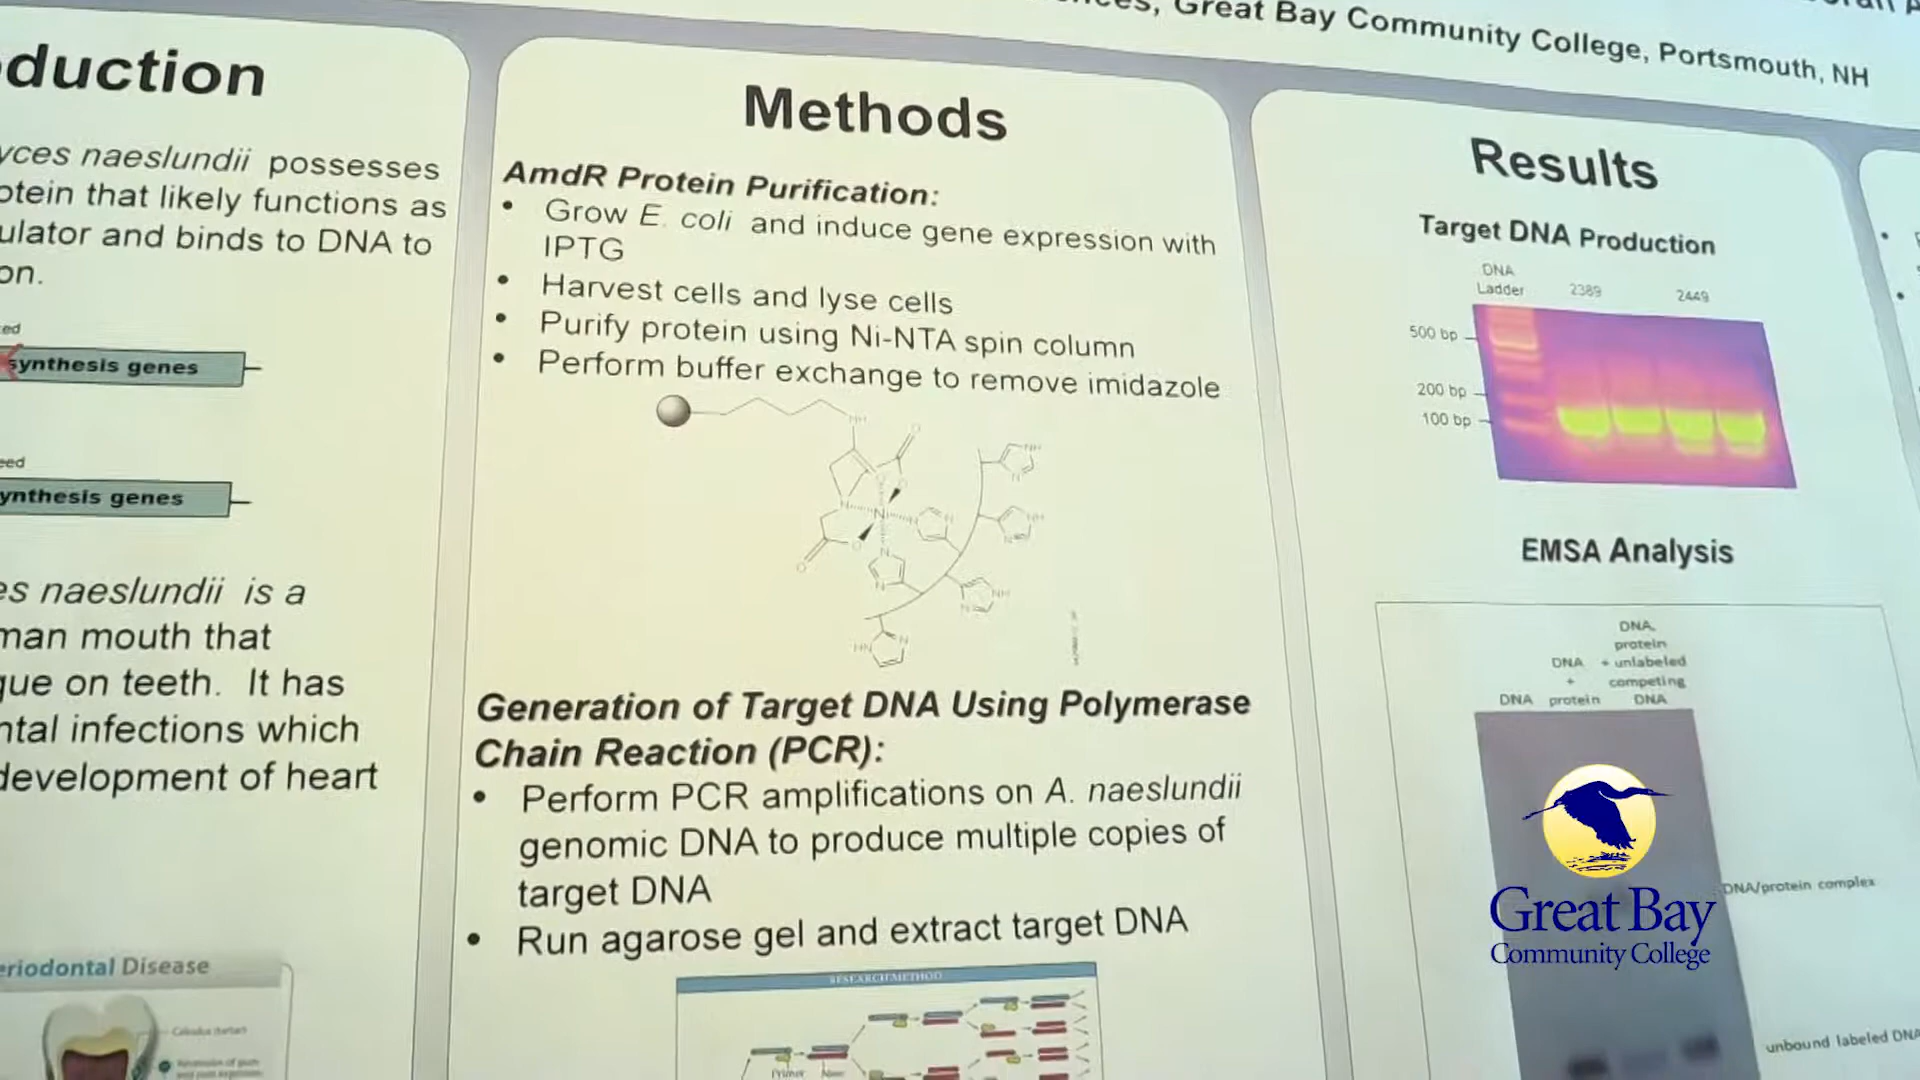 Great Bay Community College, Portsmouth, NH
duction
yces naeslundii possesses
otein that likely functions as
ulator and binds to DNA to
on.
ed
synthesis genes
eed
ynthesis genes
es naeslundii is a
man mouth that
que on teeth. It has
ntal infections which
development of heart
eriodontal Disease
Methods
AmdR Protein Purification:
• Grow E. coli and induce gene expression with
IPTG
• Harvest cells and lyse cells
• Purify protein using Ni-NTA spin column
• Perform buffer exchange to remove imidazole
Generation of Target DNA Using Polymerase
Chain Reaction (PCR):
• Perform PCR amplifications on A. naeslundii
genomic DNA to produce multiple copies of
target DNA
• Run agarose gel and extract target DNA
RESEARCH METHOD
Primer
Results
Target DNA Production
DNA
Ladder 2389 2449
500 bp
200 bp
100 bp
EMSA Analysis
DNA
DNA
+
protein
DNA,
protein
+ unlabeled
competing
DNA
DNA/protein complex
unbound labeled DNA
Great Bay
Community College